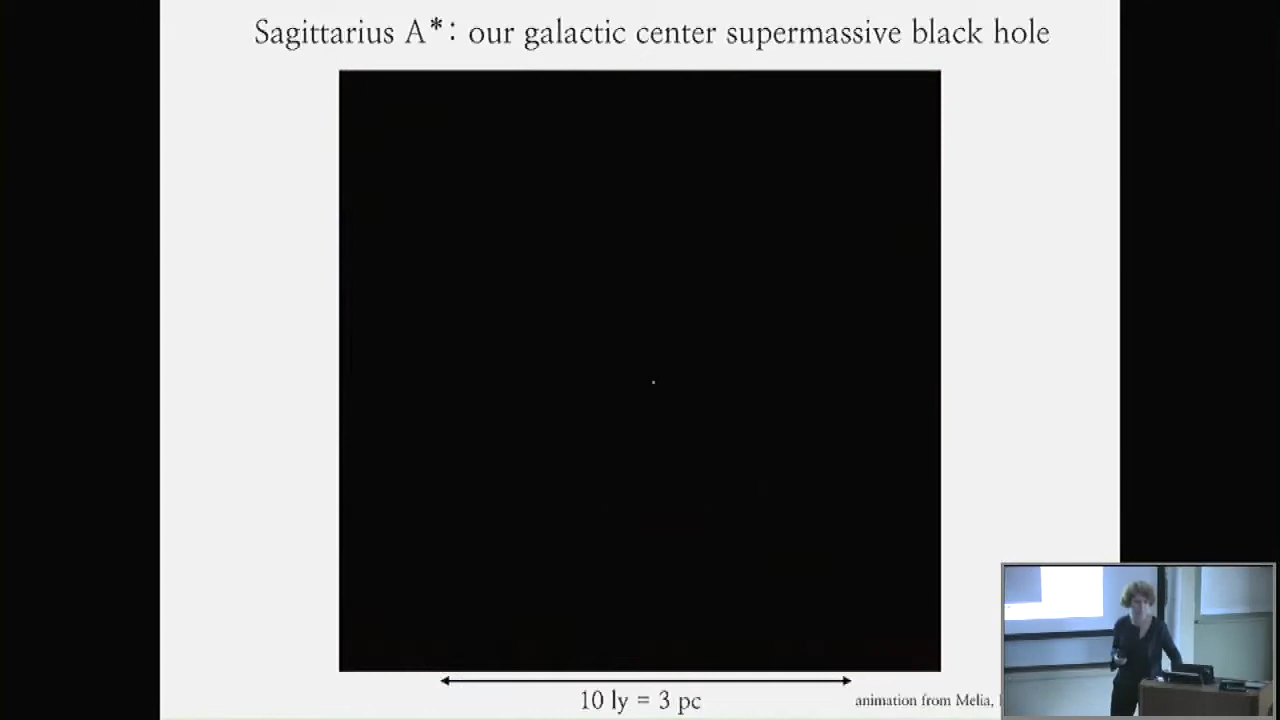 Sagittarius A*: our galactic center supermassive black hole
10 ly = 3 pc
animation from Melia,